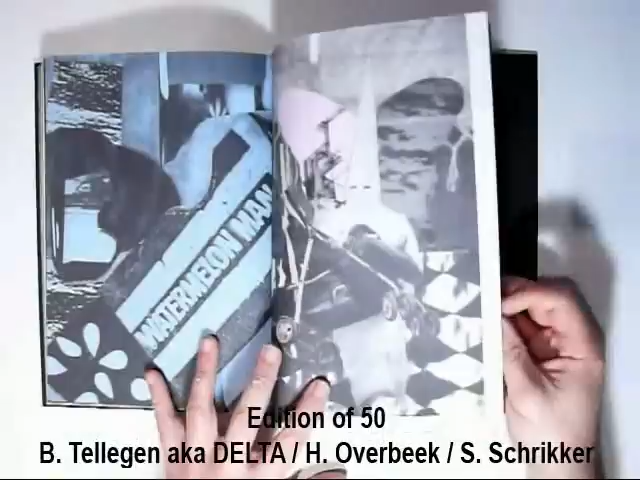 WATERMELON MAN
Edition of 50
B. Tellegen aka DELTA / H. Overbeek / S. Schrikker